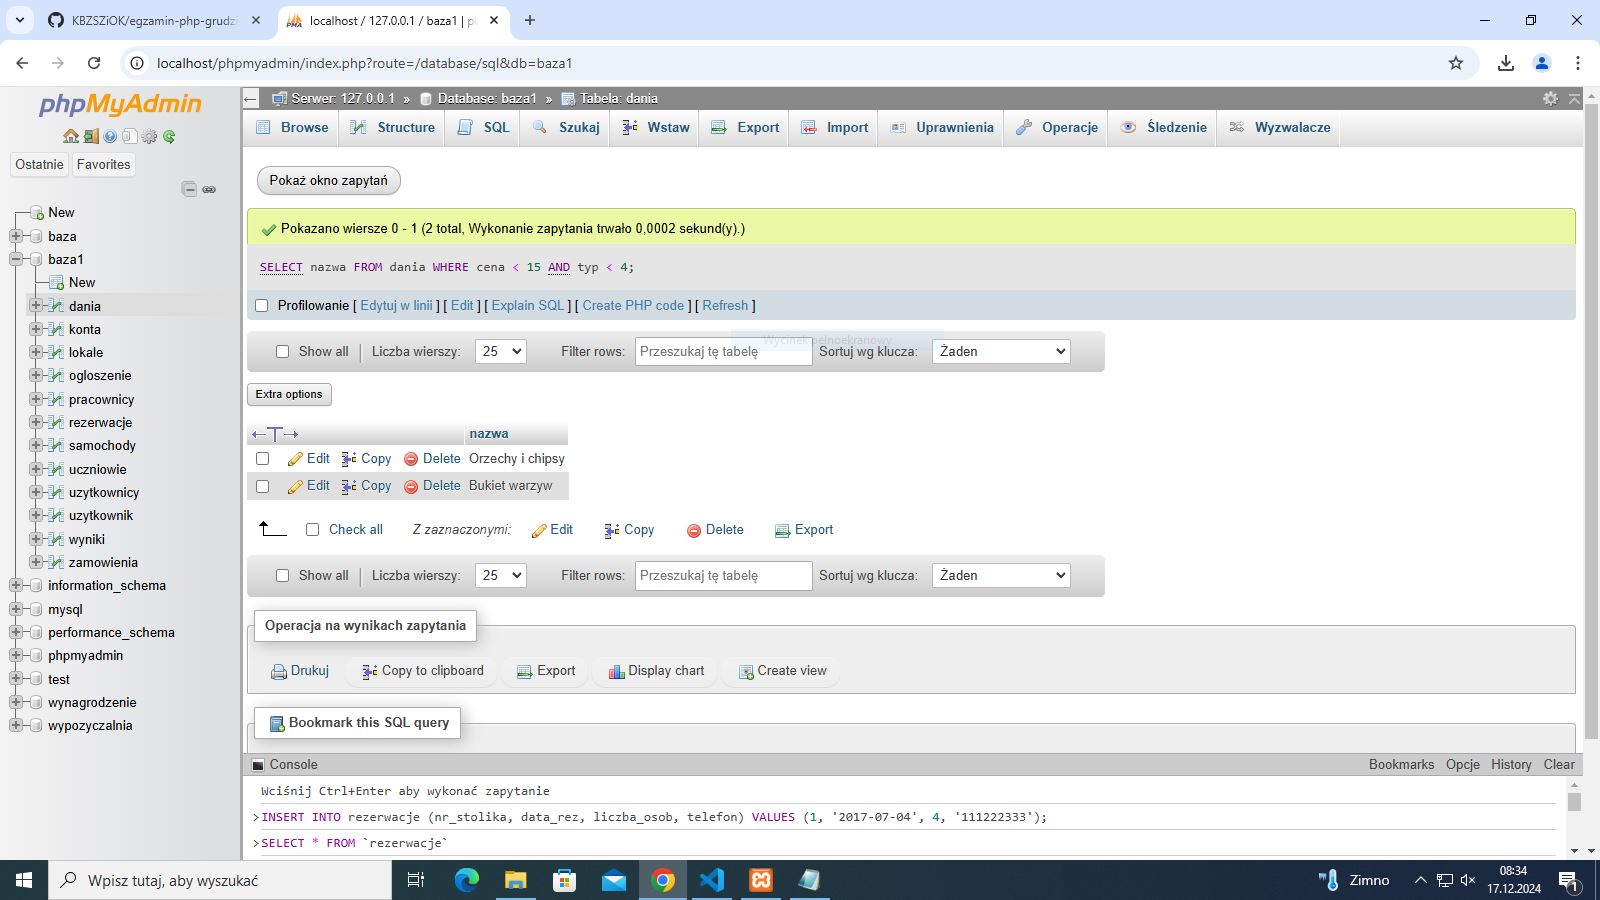 KBZSZiOK/egzamin-php-grudz
localhost / 127.0.0.1 / baza1 | p
localhost/phpmyadmin/index.php?route=/database/sql&db=baza1
phpMyAdmin
Ostatnie Favorites
New
baza
baza1
New
dania
konta
lokale
ogloszenie
pracownicy
rezerwacje
samochody
uczniowie
uzytkownicy
uzytkownik
wyniki
zamowienia
information_schema
mysql
performance_schema
phpmyadmin
test
wynagrodzenie
wypozyczalnia
Serwer: 127.0.0.1 » Database: baza1 » Tabela: dania
Browse Structure SQL Szukaj Wstaw Export Import Uprawnienia Operacje Śledzenie Wyzwalacze
Pokaż okno zapytań
Pokazano wiersze 0 - 1 (2 total, Wykonanie zapytania trwało 0,0002 sekund(y).)
SELECT nazwa FROM dania WHERE cena < 15 AND typ < 4;
Profilowanie [ Edytuj w linii ] [ Edit ] [ Explain SQL ] [ Create PHP code ] [ Refresh ]
Wycinek pełnoekranowy
Show all Liczba wierszy: 25 Filter rows: Przeszukaj tę tabelę Sortuj wg klucza: Żaden
Extra options
nazwa
Edit Copy Delete Orzechy i chipsy
Edit Copy Delete Bukiet warzyw
Check all Z zaznaczonymi: Edit Copy Delete Export
Show all Liczba wierszy: 25 Filter rows: Przeszukaj tę tabelę Sortuj wg klucza: Żaden
Operacja na wynikach zapytania
Drukuj Copy to clipboard Export Display chart Create view
Bookmark this SQL query
Console Bookmarks Opcje History Clear
Wciśnij Ctrl+Enter aby wykonać zapytanie
>INSERT INTO rezerwacje (nr_stolika, data_rez, liczba_osob, telefon) VALUES (1, '2017-07-04', 4, '111222333');
>SELECT * FROM `rezerwacje`
Wpisz tutaj, aby wyszukać
Zimno
08:34
17.12.2024
1